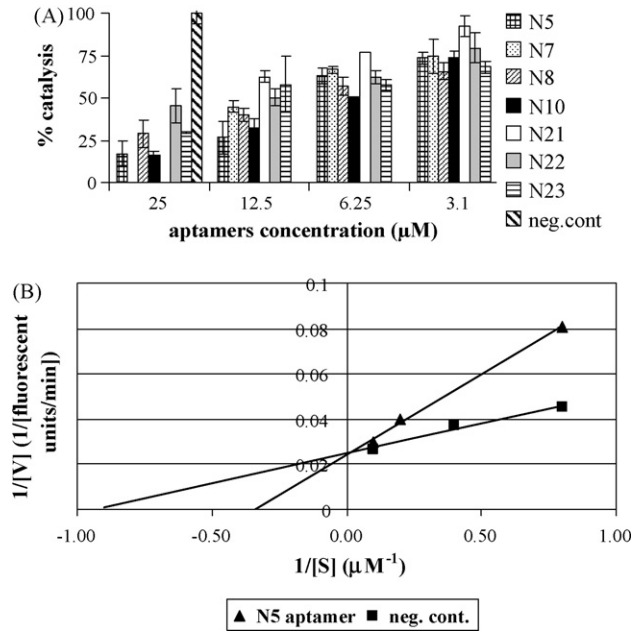 (A)
100
75
50
25
0
% catalysis
25 12.5 6.25 3.1
aptamers concentration (μM)
N5
N7
N8
N10
N21
N22
N23
neg.cont
(B)
0.1
0.08
0.06
0.04
0.02
0
1/[V] (1/[fluorescent
units/min])
-1.00 -0.50 0.00 0.50 1.00
1/[S] (μ M⁻¹)
N5 aptamer neg. cont.